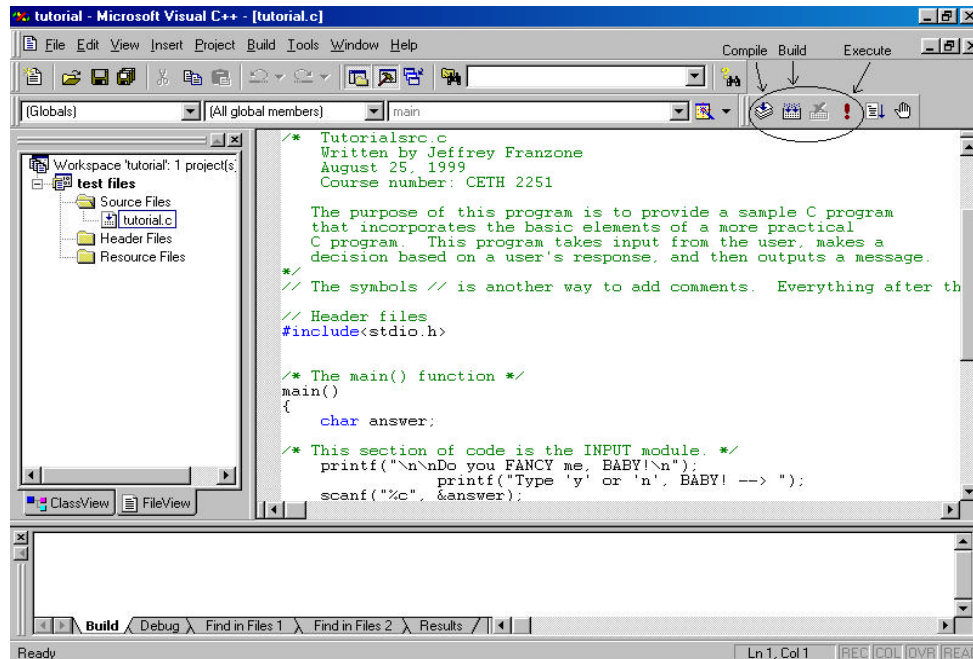 tutorial - Microsoft Visual C++ - [tutorial.c]
File Edit View Insert Project Build Tools Window Help
Compile Build Execute
(Globals) (All global members) main
Workspace 'tutorial': 1 project(s)
test files
Source Files
tutorial.c
Header Files
Resource Files
ClassView FileView
/* Tutorialsrc.c
Written by Jeffrey Franzone
August 25, 1999
Course number: CETH 2251
The purpose of this program is to provide a sample C program
that incorporates the basic elements of a more practical
C program. This program takes input from the user, makes a
decision based on a user's response, and then outputs a message.
*/
// The symbols // is another way to add comments. Everything after th
// Header files
#include<stdio.h>
/* The main() function */
main()
{
char answer;
/* This section of code is the INPUT module. */
printf("\n\nDo you FANCY me, BABY!\n");
printf("Type 'y' or 'n', BABY! --> ");
scanf("%c", &answer);
Build Debug Find in Files 1 Find in Files 2 Results
Ready Ln 1, Col 1 REC COL OVR REA